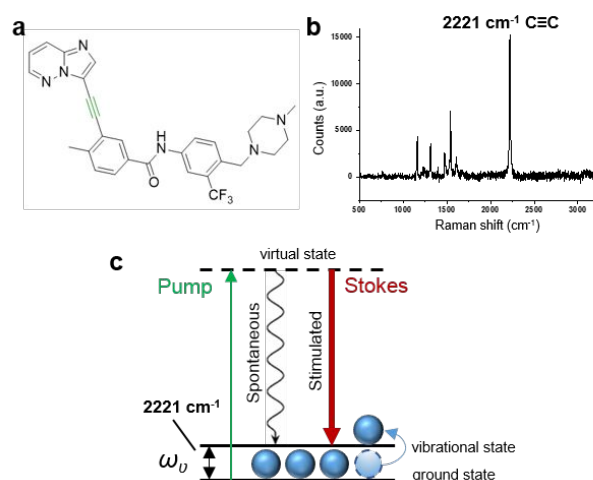 a
N
N
N
NH
O
CF₃
N
N
b
2221 cm⁻¹ C≡C
15000
10000
5000
0
Counts (a.u.)
500
1000
1500
2000
2500
3000
Raman shift (cm⁻¹)
c
virtual state
Pump
Stokes
Spontaneous
Stimulated
2221 cm⁻¹
ωυ
vibrational state
ground state